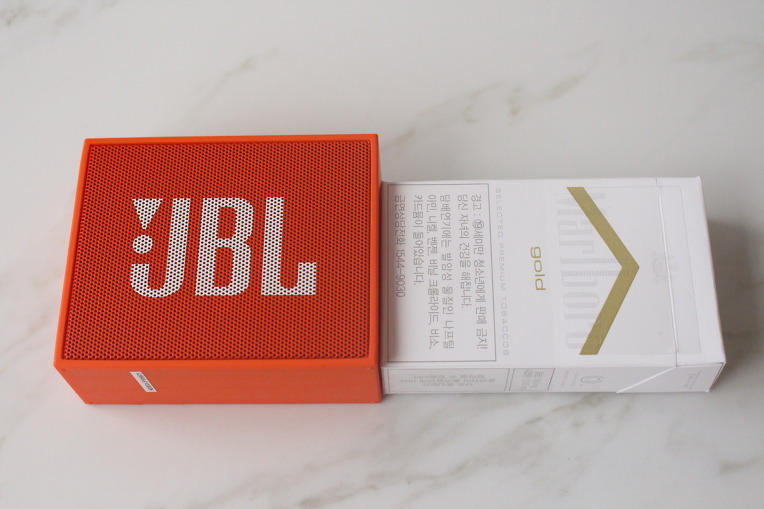 JBL
경고 : ⑲세 미만 청소년에게 판매 금지!
당신 자녀의 건강을 해칩니다.
담배연기에는 발암성 물질인 나프틸
아민, 니켈, 벤젠, 비닐 크롤라이드, 비소,
카드뮴이 들어있습니다.
금연상담전화 1544-9030
SELECTED PREMIUM TOBACCOS
gold
Marlboro